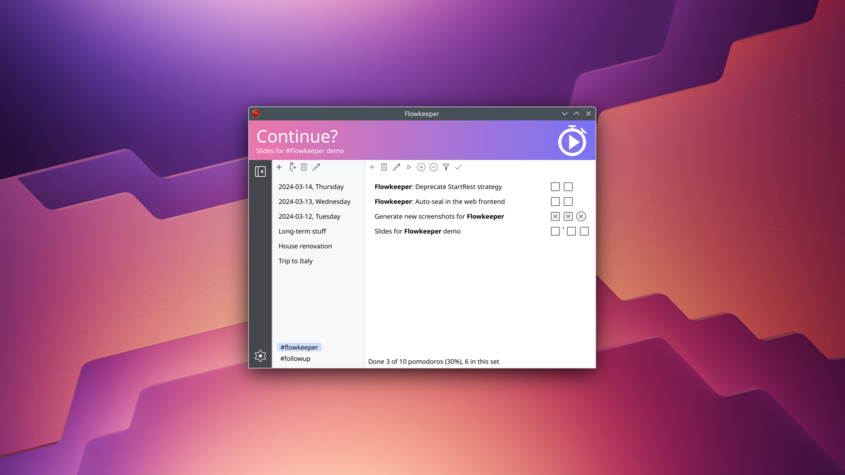 Flowkeeper
Continue?
Slides for #Flowkeeper demo
2024-03-14, Thursday
2024-03-13, Wednesday
2024-03-12, Tuesday
Long-term stuff
House renovation
Trip to Italy
#flowkeeper
#followup
Flowkeeper: Deprecate StartRest strategy
Flowkeeper: Auto-seal in the web frontend
Generate new screenshots for Flowkeeper
Slides for Flowkeeper demo
Done 3 of 10 pomodoros (30%), 6 in this set